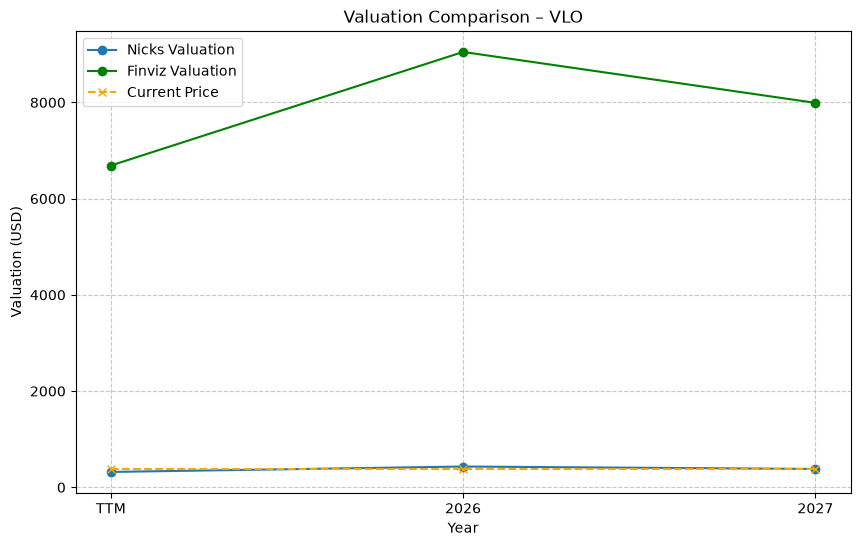 Valuation Comparison – VLO
Nicks Valuation
Finviz Valuation
Current Price
Valuation (USD)
8000
6000
4000
2000
0
TTM
2026
2027
Year